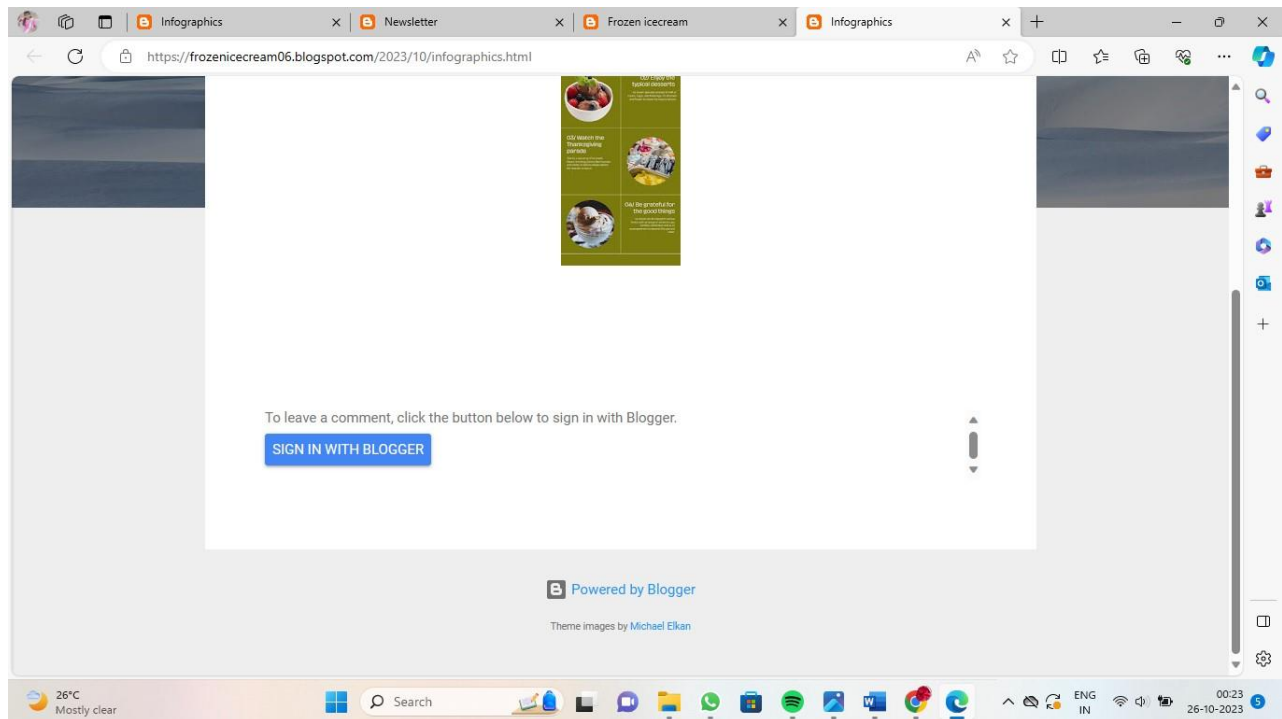 Infographics
Newsletter
Frozen icecream
Infographics
https://frozenicecream06.blogspot.com/2023/10/infographics.html
02/ Enjoy the
typical desserts
03/ Watch the
Thanksgiving
parade
04/ Be grateful for
the good things
To leave a comment, click the button below to sign in with Blogger.
SIGN IN WITH BLOGGER
Powered by Blogger
Theme images by Michael Elkan
26°C
Mostly clear
Search
ENG
IN
00:23
26-10-2023
5